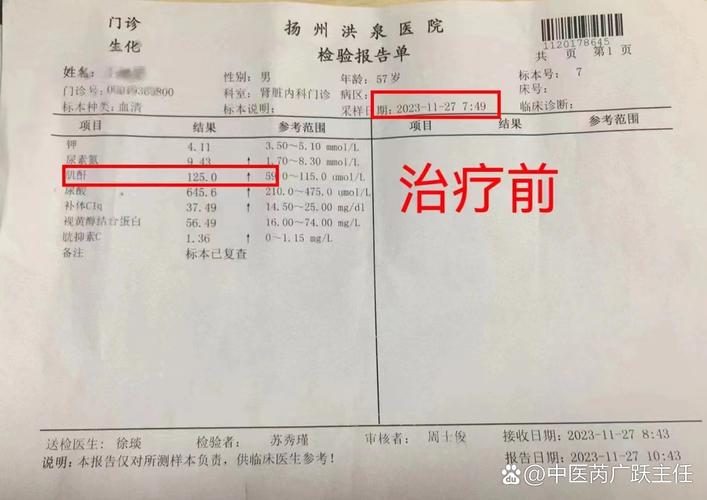 门诊
扬州洪泉医院
生化
检验报告单
1120178645
共 页 第1页
姓名:
性别: 男
年龄: 57岁
标本号: 7
门诊号: 800
科室: 肾脏内科门诊
病区:
床号:
标本种类: 血清
标本说明:
采样日期: 2023-11-27 7:49
临床诊断:
项目 结果 参考范围 项目 结果 参考范围
钾 4.11 3.50~5.10 mmol/L
尿素氮 9.43 ↑ 1.70~8.30 mmol/L
肌酐 125.0 ↑ 59.0~115.0 umol/L
尿酸 645.6 ↑ 210.0~475.0 umol/L
补体CIq 37.49 ↑ 14.50~25.00 mg/dl
视黄醇结合蛋白 56.49 16.00~74.00 mg/L
胱抑素C 1.36 ↑ 0~1.15 mg/L
备注 标本已复查
治疗前
送检医生: 徐琰 检验者: 苏秀瑾 审核者: 周士俊 接收日期: 2023-11-27 8:43
说明: 本报告仅对所测样本负责, 供临床医生参考! 报告日期: 2023-11-27 10:43
中医芮广跃主任